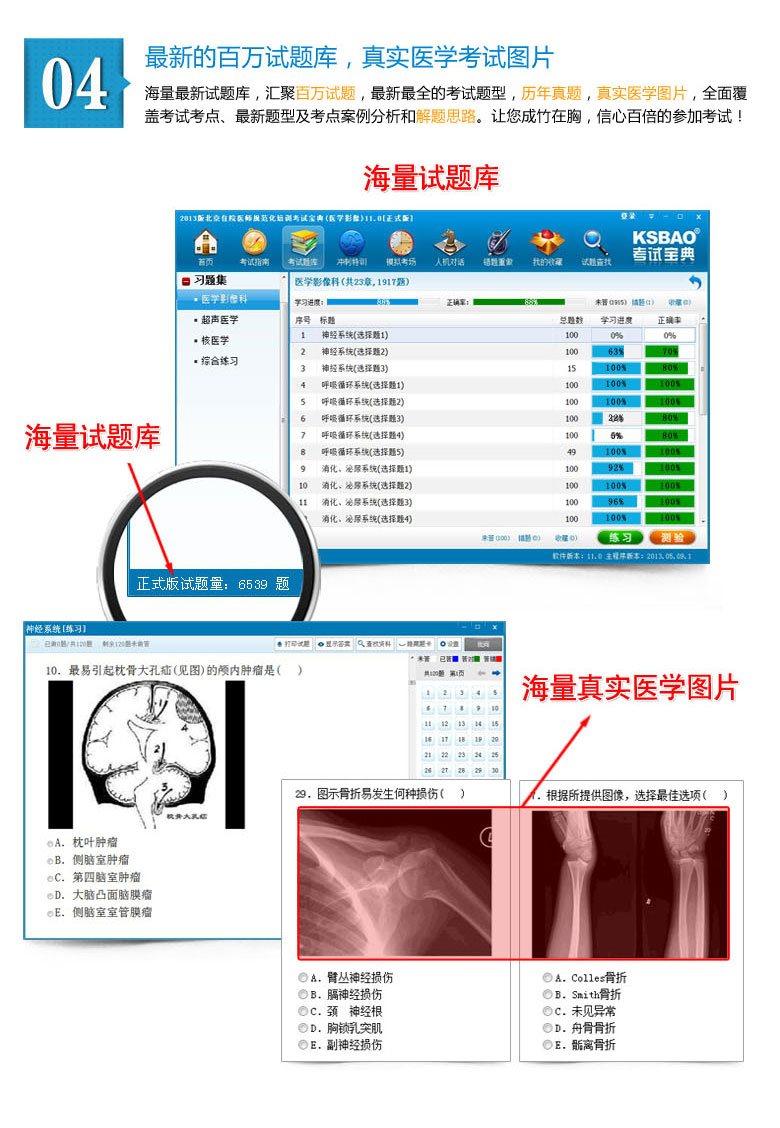 04
最新的百万试题库，真实医学考试图片
海量最新试题库，汇聚百万试题，最新最全的考试题型，历年真题，真实医学图片，全面覆
盖考试考点、最新题型及考点案例分析和解题思路。让您成竹在胸，信心百倍的参加考试！
海量试题库
2013版北京住院医师规范化培训考试宝典(医学影像)11.0[正式版]
登录
首页 考试指南 考试题库 冲刺特训 模拟考场 人机对话 错题重做 我的收藏 试题查找
KSBAO®
考试宝典
习题集
医学影像科
超声医学
核医学
综合练习
医学影像科(共23章,1917题)
学习进度: 88% 正确率: 88% 未答(1915) 错题(1) 收藏(0)
序号 标题 总题数 学习进度 正确率
1 神经系统(选择题1) 100 0% 0%
2 神经系统(选择题2) 100 63% 70%
3 神经系统(选择题3) 15 100% 80%
4 呼吸循环系统(选择题1) 100 100% 100%
5 呼吸循环系统(选择题2) 100 100% 100%
6 呼吸循环系统(选择题3) 100 22% 80%
7 呼吸循环系统(选择题4) 100 5% 80%
8 呼吸循环系统(选择题5) 49 100% 100%
9 消化、泌尿系统(选择题1) 100 92% 100%
10 消化、泌尿系统(选择题2) 100 100% 100%
11 消化、泌尿系统(选择题3) 100 96% 100%
消化、泌尿系统(选择题4) 100 100% 100%
未答(100) 错题(0) 收藏(0) 练习 测验
软件版本：11.0 主程序版本：2013.05.09.1
海量试题库
正式版试题量：6539 题
神经系统[练习]
已做0题/共120题 剩余120题未做答
打印试题 显示答案 查找资料 隐藏题卡 设置
未答 已答 答对 答错
共120题 第1页
1 2 3 4 5
6 7 8 9 10
11 12 13 14 15
16 17 18 19 20
21 22 23 24 25
26 27 28 29 30
10．最易引起枕骨大孔疝(见图)的颅内肿瘤是( )
4
2
3
枕骨大孔疝
A．枕叶肿瘤
B．侧脑室肿瘤
C．第四脑室肿瘤
D．大脑凸面脑膜瘤
E．侧脑室室管膜瘤
海量真实医学图片
29．图示骨折易发生何种损伤( )
A．臂丛神经损伤
B．膈神经损伤
C．颈 神经根
D．胸锁乳突肌
E．副神经损伤
．根据所提供图像，选择最佳选项( )
A．Colles骨折
B．Smith骨折
C．未见异常
D．舟骨骨折
E．骶离骨折